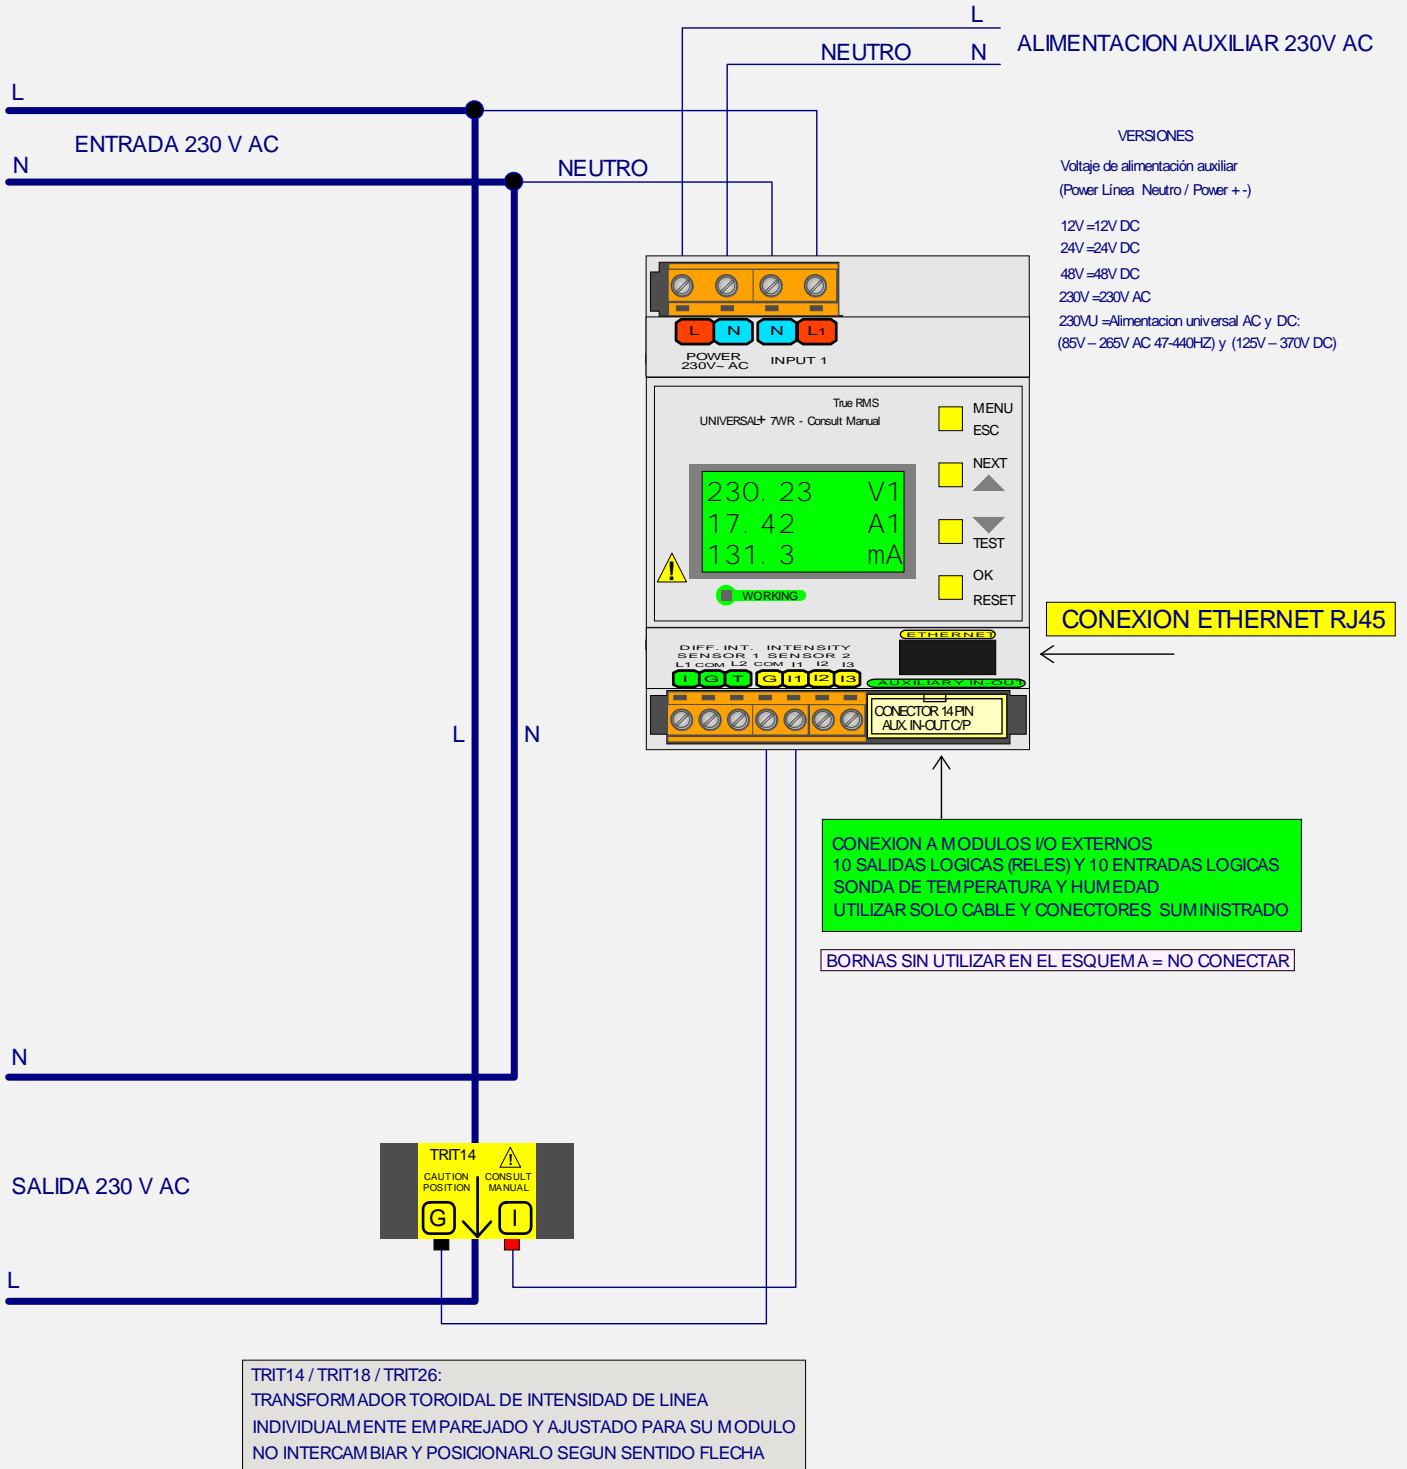 L
NEUTRO N
ALIMENTACION AUXILIAR 230V AC
L
ENTRADA 230 V AC
N
NEUTRO
VERSIONES
Voltaje de alimentación auxiliar
(Power Línea Neutro / Power + -)
12V =12V DC
24V =24V DC
48V =48V DC
230V =230V AC
230VU =Alimentacion universal AC y DC:
(85V – 265V AC 47-440HZ) y (125V – 370V DC)
L N N L1
POWER
230V~ AC
INPUT 1
True RMS
UNIVERSAL+ 7WR - Consult Manual
MENU
ESC
NEXT
TEST
OK
RESET
230. 23 V1
17. 42 A1
131. 3 mA
WORKING
CONEXION ETHERNET RJ45
ETHERNET
DIFF. INT. INTENSITY
SENSOR 1 SENSOR 2
L1 COM L2 COM I1 I2 I3
I G T G I1 I2 I3
AUXILIARY IN-OUT
CONECTOR 14 PIN
AUX. IN-OUT C/P
L
N
CONEXION A MODULOS I/O EXTERNOS
10 SALIDAS LOGICAS (RELES) Y 10 ENTRADAS LOGICAS
SONDA DE TEMPERATURA Y HUMEDAD
UTILIZAR SOLO CABLE Y CONECTORES SUMINISTRADO
BORNAS SIN UTILIZAR EN EL ESQUEMA = NO CONECTAR
N
SALIDA 230 V AC
L
TRIT14
CAUTION
POSITION
CONSULT
MANUAL
G
I
TRIT14 / TRIT18 / TRIT26:
TRANSFORMADOR TOROIDAL DE INTENSIDAD DE LINEA
INDIVIDUALMENTE EMPAREJADO Y AJUSTADO PARA SU MODULO
NO INTERCAMBIAR Y POSICIONARLO SEGUN SENTIDO FLECHA